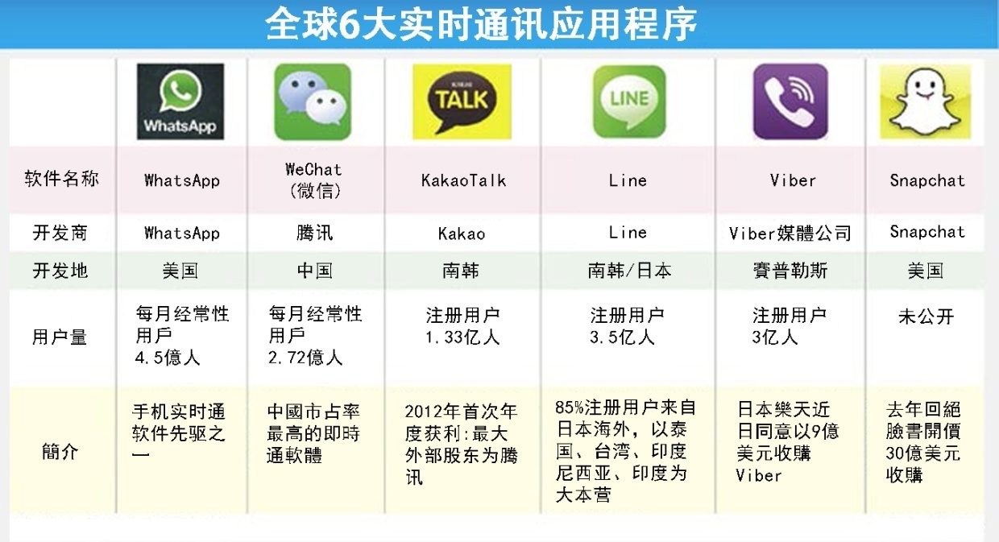 全球6大实时通讯应用程序
WhatsApp
KAKAO
TALK
LINE
软件名称
WhatsApp
WeChat
(微信)
KakaoTalk
Line
Viber
Snapchat
开发商
WhatsApp
腾讯
Kakao
Line
Viber媒體公司
Snapchat
开发地
美国
中国
南韩
南韩/日本
賽普勒斯
美国
用户量
每月经常性
用戶
4.5億人
每月经常性
用戶
2.72億人
注册用户
1.33亿人
注册用户
3.5亿人
注册用户
3亿人
未公开
簡介
手机实时通
软件先驱之
一
中國市占率
最高的即時
通軟體
2012年首次年
度获利:最大
外部股东为腾
讯
85%注册用户来自
日本海外，以泰
国、台湾、印度
尼西亚、印度为
大本营
日本樂天近
日同意以9億
美元收購
Viber
去年回絕
臉書開價
30億美元
收購